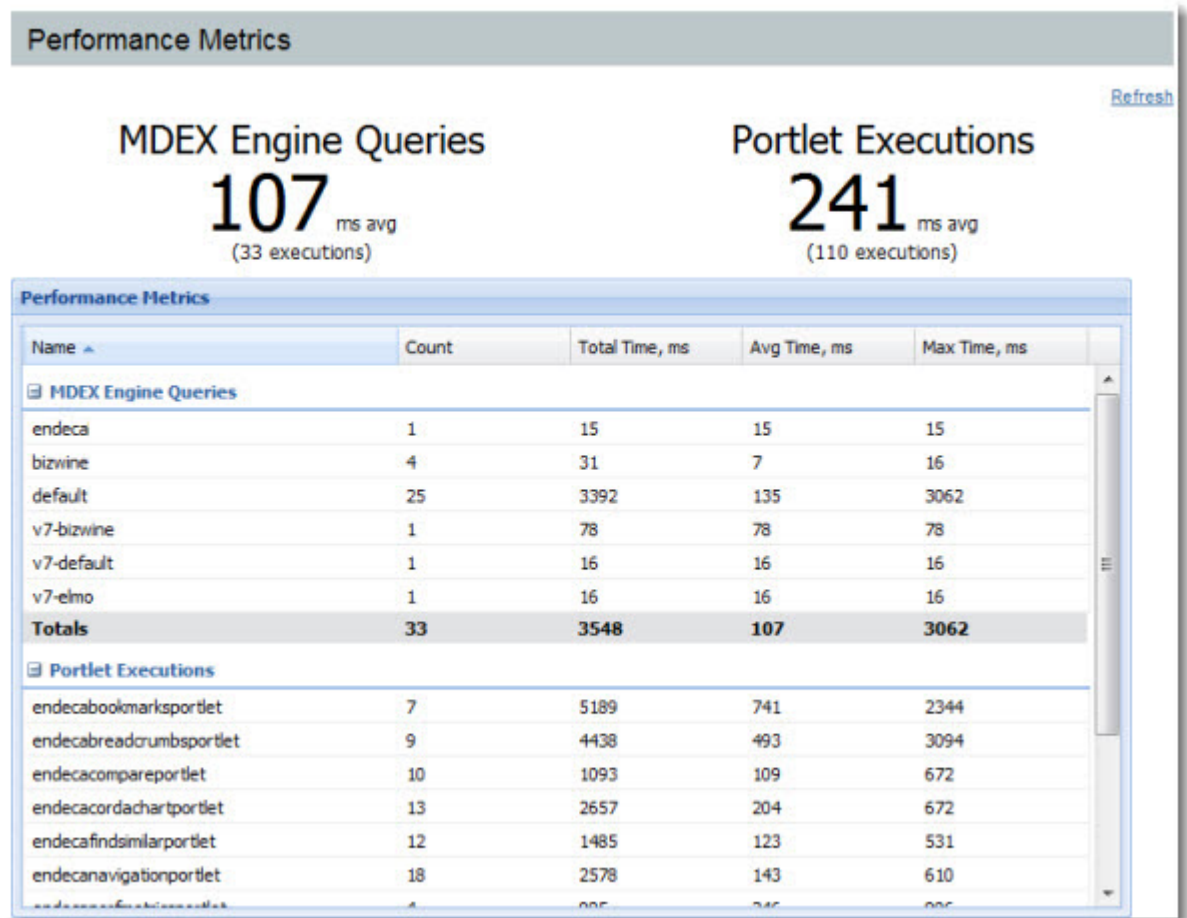 Performance Metrics
Refresh
MDEX Engine Queries
107 ms avg
(33 executions)
Portlet Executions
241 ms avg
(110 executions)
Performance Metrics
Name Count Total Time, ms Avg Time, ms Max Time, ms
MDEX Engine Queries
endeca 1 15 15 15
bizwine 4 31 7 16
default 25 3392 135 3062
v7-bizwine 1 78 78 78
v7-default 1 16 16 16
v7-elmo 1 16 16 16
Totals 33 3548 107 3062
Portlet Executions
endecabookmarksportlet 7 5189 741 2344
endecabreadcrumbsportlet 9 4438 493 3094
endecacompareportlet 10 1093 109 672
endecacordachartportlet 13 2657 204 672
endecafindsimilarportlet 12 1485 123 531
endecanavigationportlet 18 2578 143 610